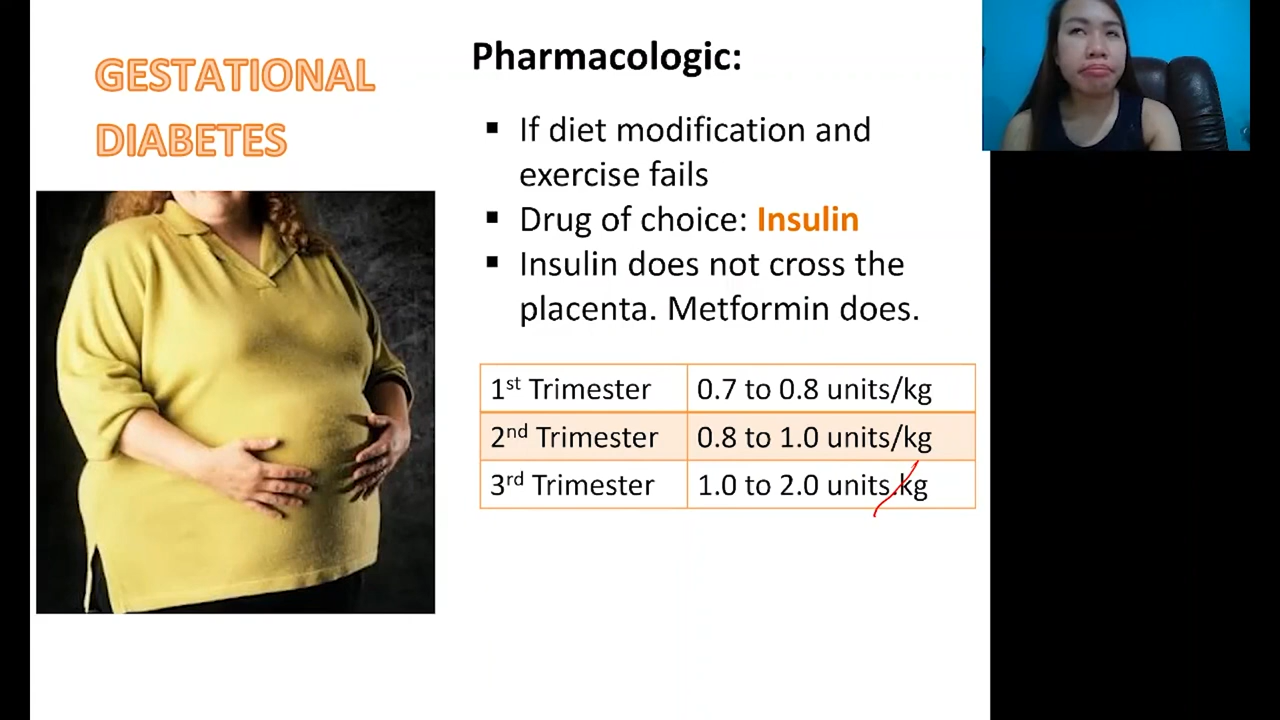 GESTATIONAL
DIABETES
Pharmacologic:
▪ If diet modification and
exercise fails
▪ Drug of choice: Insulin
▪ Insulin does not cross the
placenta. Metformin does.
1st Trimester 0.7 to 0.8 units/kg
2nd Trimester 0.8 to 1.0 units/kg
3rd Trimester 1.0 to 2.0 units.kg